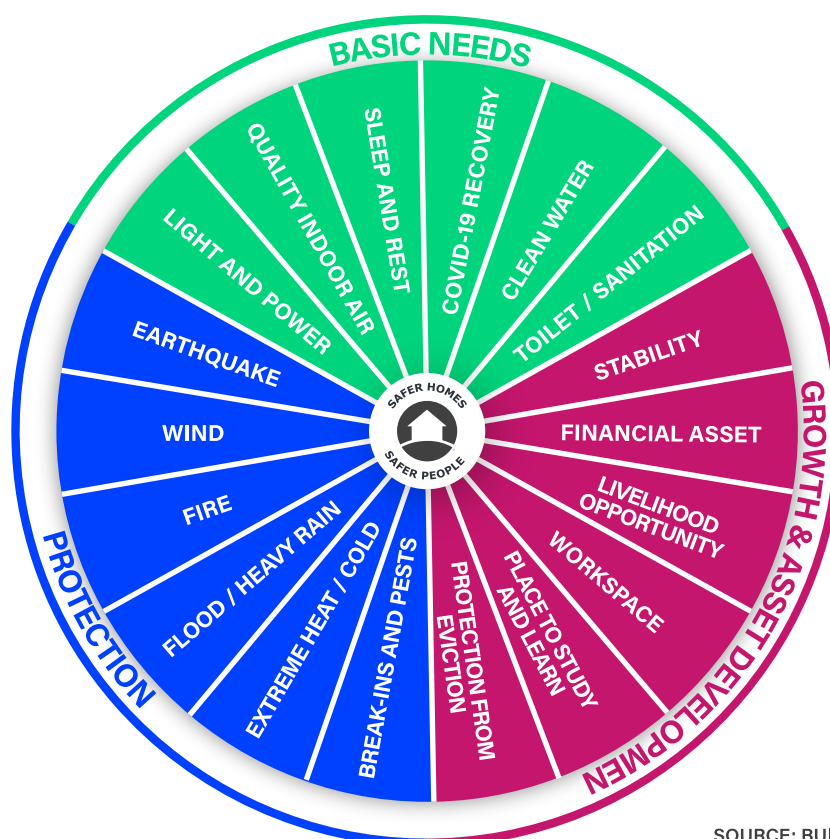 BASIC NEEDS
LIGHT AND POWER
QUALITY INDOOR AIR
SLEEP AND REST
COVID-19 RECOVERY
CLEAN WATER
TOILET / SANITATION
GROWTH & ASSET DEVELOPMEN
STABILITY
FINANCIAL ASSET
LIVELIHOOD
OPPORTUNITY
WORKSPACE
PLACE TO STUDY
AND LEARN
PROTECTION FROM
EVICTION
PROTECTION
EARTHQUAKE
WIND
FIRE
FLOOD / HEAVY RAIN
EXTREME HEAT / COLD
BREAK-INS AND PESTS
SAFER HOMES
SAFER PEOPLE
SOURCE: